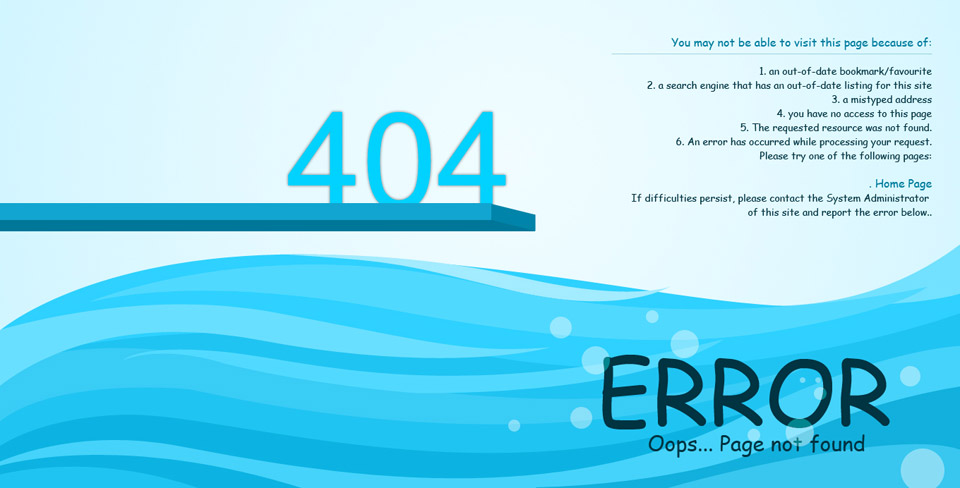 You may not be able to visit this page because of:
1. an out-of-date bookmark/favourite
2. a search engine that has an out-of-date listing for this site
3. a mistyped address
4. you have no access to this page
5. The requested resource was not found.
6. An error has occurred while processing your request.
Please try one of the following pages:
. Home Page
If difficulties persist, please contact the System Administrator
of this site and report the error below..
404
ERROR
Oops... Page not found